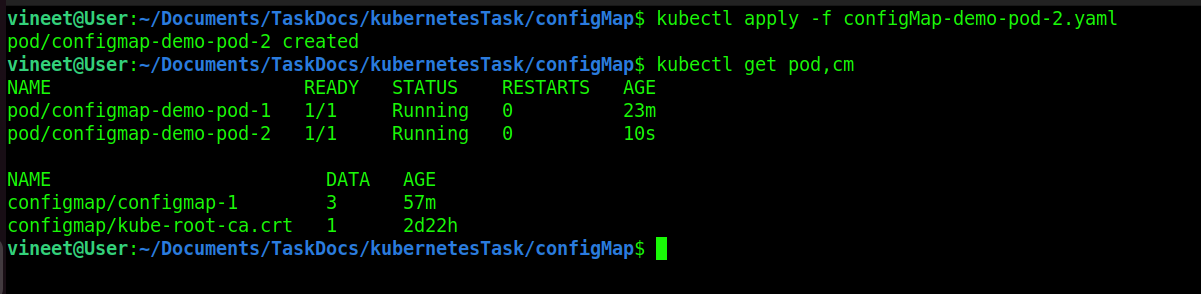 vineet@User:~/Documents/TaskDocs/kubernetesTask/configMap$ kubectl apply -f configMap-demo-pod-2.yaml
pod/configmap-demo-pod-2 created
vineet@User:~/Documents/TaskDocs/kubernetesTask/configMap$ kubectl get pod,cm
NAME                       READY   STATUS    RESTARTS   AGE
pod/configmap-demo-pod-1   1/1     Running   0          23m
pod/configmap-demo-pod-2   1/1     Running   0          10s

NAME                         DATA   AGE
configmap/configmap-1        3      57m
configmap/kube-root-ca.crt   1      2d22h
vineet@User:~/Documents/TaskDocs/kubernetesTask/configMap$